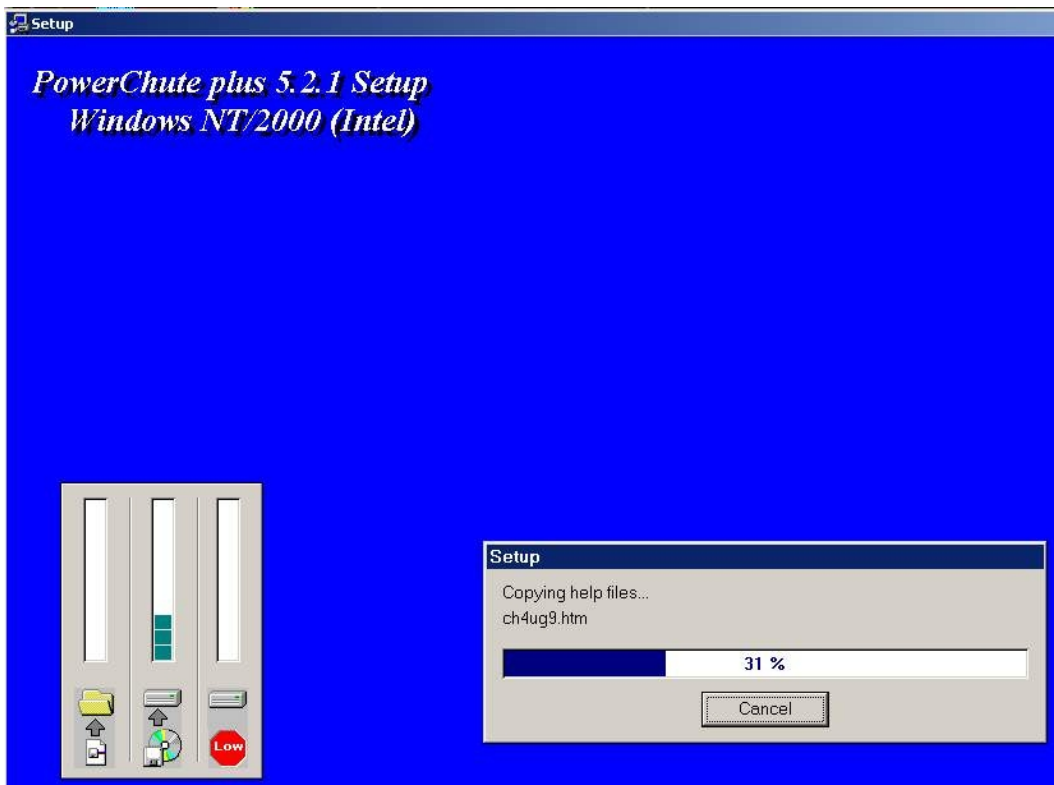 Setup
PowerChute plus 5.2.1 Setup
Windows NT/2000 (Intel)
Setup
Copying help files...
ch4ug9.htm
31 %
Cancel
Low